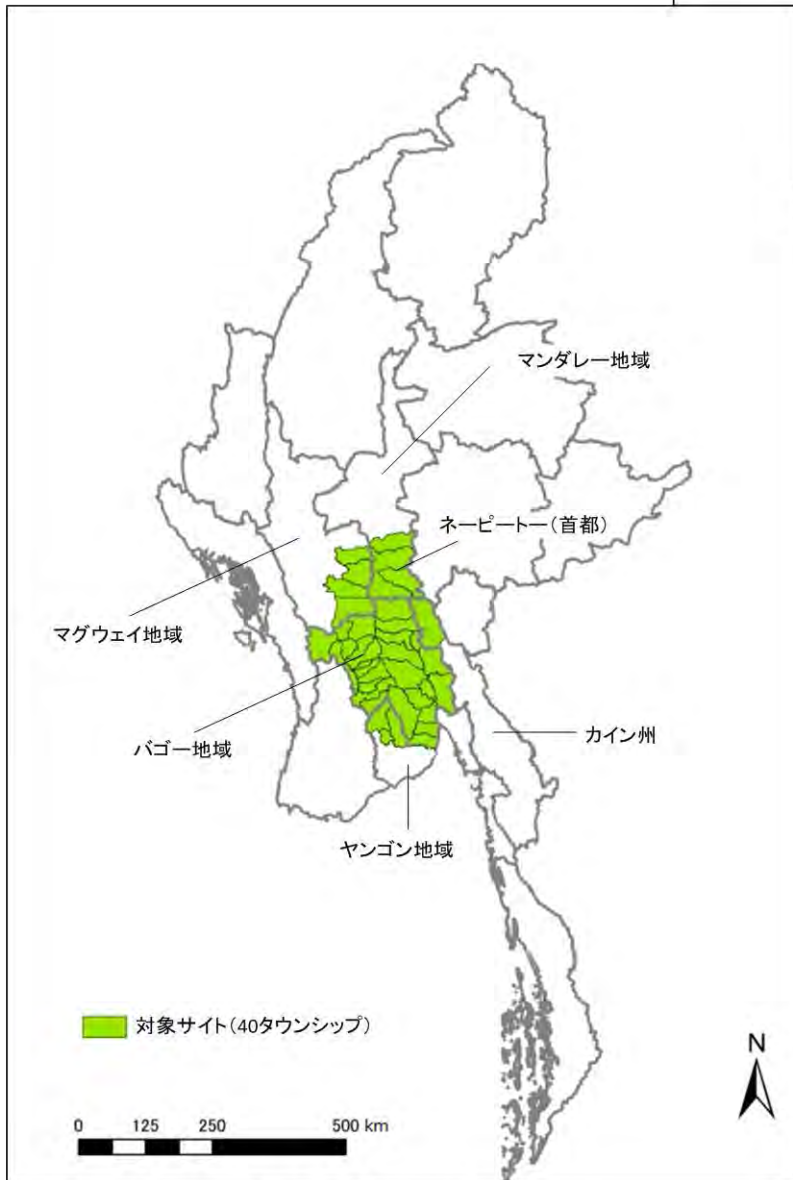 マンダレー地域
ネーピートー（首都）
マグウェイ地域
バゴー地域
カイン州
ヤンゴン地域
対象サイト（40タウンシップ）
N
0 125 250 500 km